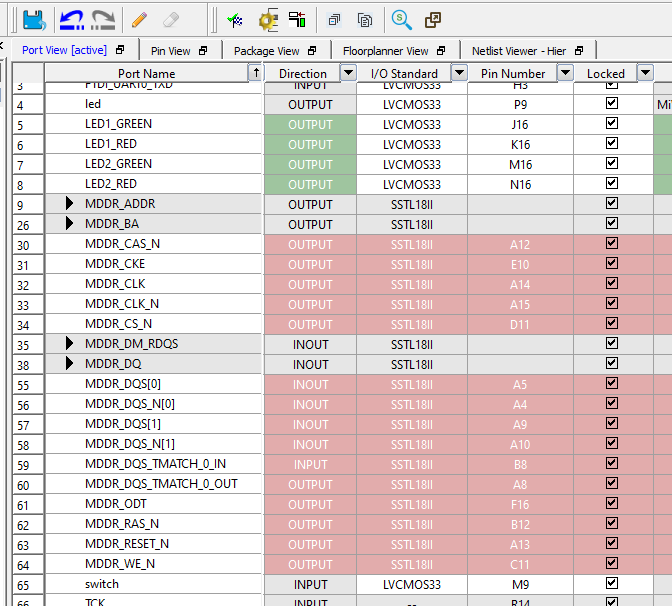 Port View [active] Pin View Package View Floorplanner View Netlist Viewer - Hier
Port Name Direction I/O Standard Pin Number Locked
3 FTDI_UART0_TXD INPUT LVCMOS33 H3
4 led OUTPUT LVCMOS33 P9
5 LED1_GREEN OUTPUT LVCMOS33 J16
6 LED1_RED OUTPUT LVCMOS33 K16
7 LED2_GREEN OUTPUT LVCMOS33 M16
8 LED2_RED OUTPUT LVCMOS33 N16
9 MDDR_ADDR OUTPUT SSTL18II
26 MDDR_BA OUTPUT SSTL18II
30 MDDR_CAS_N OUTPUT SSTL18II A12
31 MDDR_CKE OUTPUT SSTL18II E10
32 MDDR_CLK OUTPUT SSTL18II A14
33 MDDR_CLK_N OUTPUT SSTL18II A15
34 MDDR_CS_N OUTPUT SSTL18II D11
35 MDDR_DM_RDQS INOUT SSTL18II
38 MDDR_DQ INOUT SSTL18II
55 MDDR_DQS[0] INOUT SSTL18II A5
56 MDDR_DQS_N[0] INOUT SSTL18II A4
57 MDDR_DQS[1] INOUT SSTL18II A9
58 MDDR_DQS_N[1] INOUT SSTL18II A10
59 MDDR_DQS_TMATCH_0_IN INPUT SSTL18II B8
60 MDDR_DQS_TMATCH_0_OUT OUTPUT SSTL18II A8
61 MDDR_ODT OUTPUT SSTL18II F16
62 MDDR_RAS_N OUTPUT SSTL18II B12
63 MDDR_RESET_N OUTPUT SSTL18II A13
64 MDDR_WE_N OUTPUT SSTL18II C11
65 switch INPUT LVCMOS33 M9
66 TCK INPUT -- R14